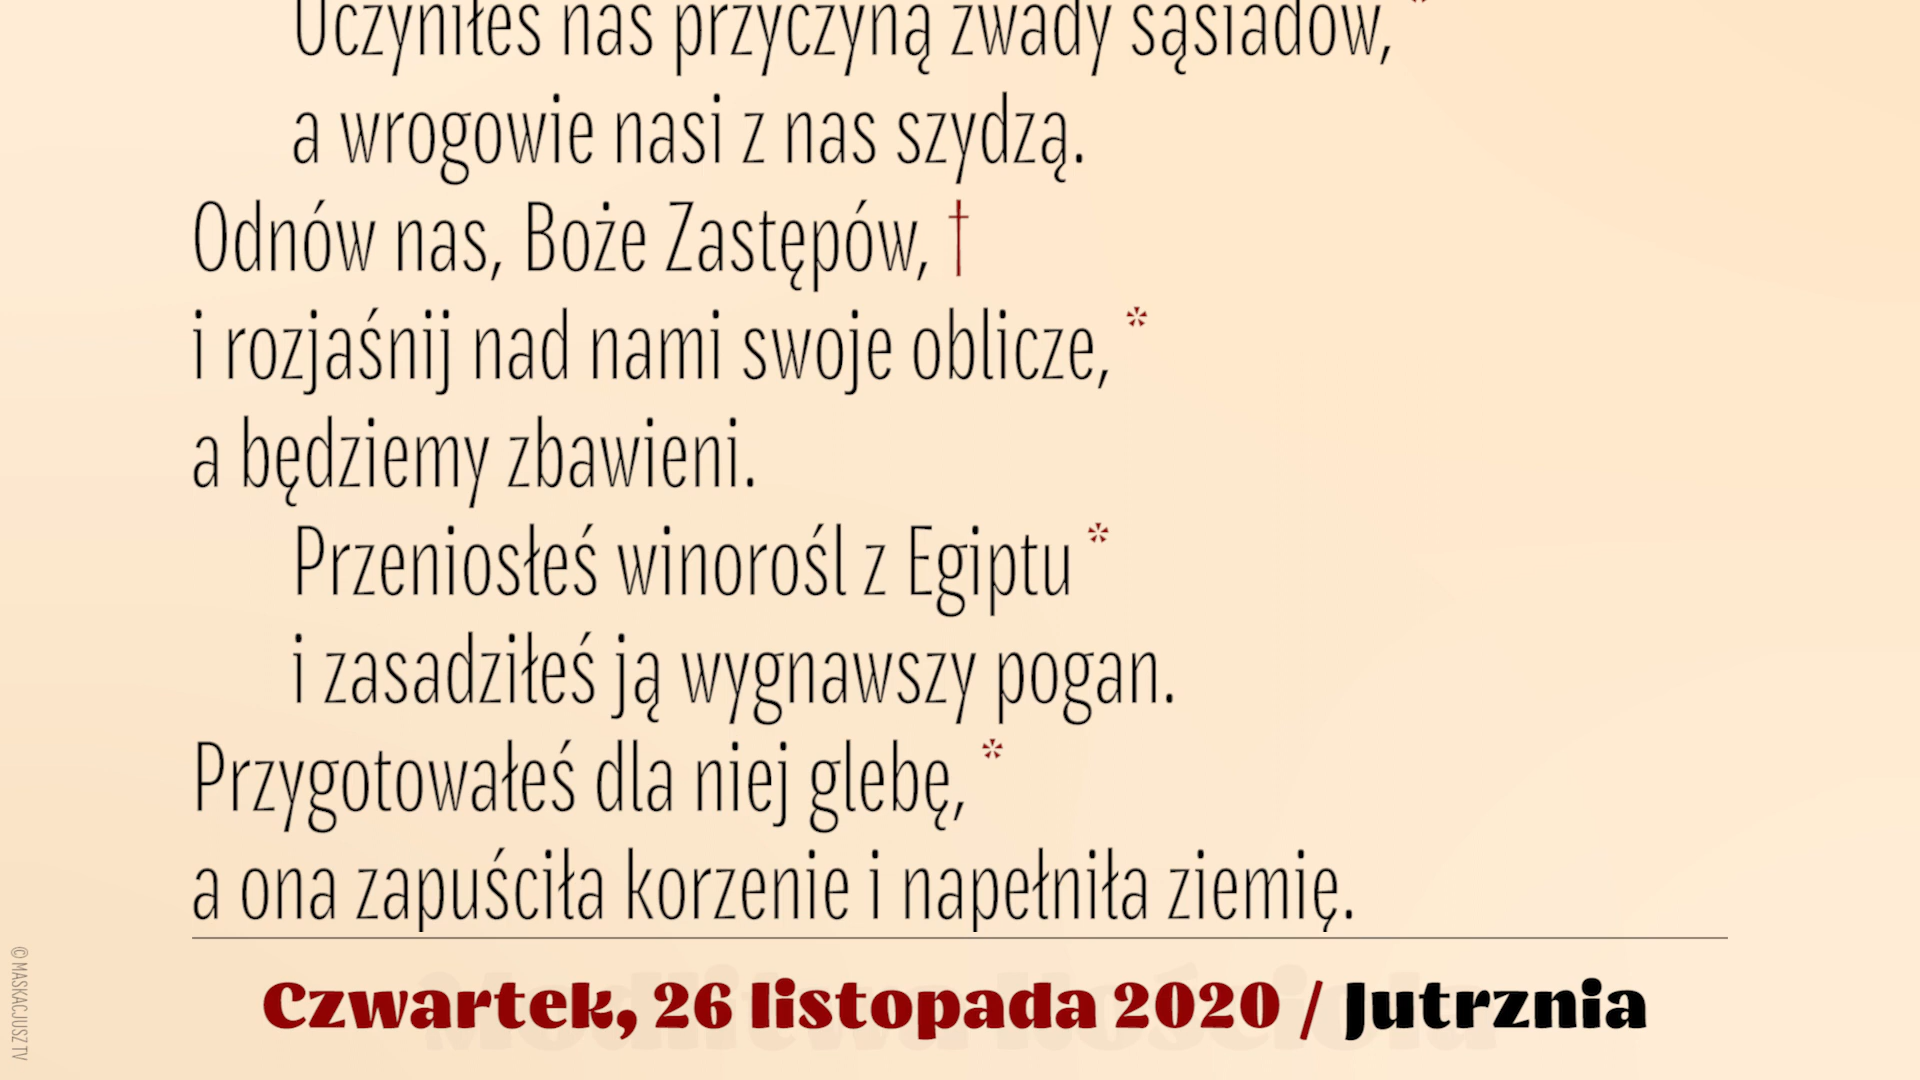 Uczyniłeś nas przyczyną zwady sąsiadów, *
a wrogowie nasi z nas szydzą.
Odnów nas, Boże Zastępów, †
i rozjaśnij nad nami swoje oblicze, *
a będziemy zbawieni.
Przeniosłeś winorośl z Egiptu *
i zasadziłeś ją wygnawszy pogan.
Przygotowałeś dla niej glebę, *
a ona zapuściła korzenie i napełniła ziemię.
Czwartek, 26 listopada 2020 / Jutrznia
© MASKACJUSZ TV